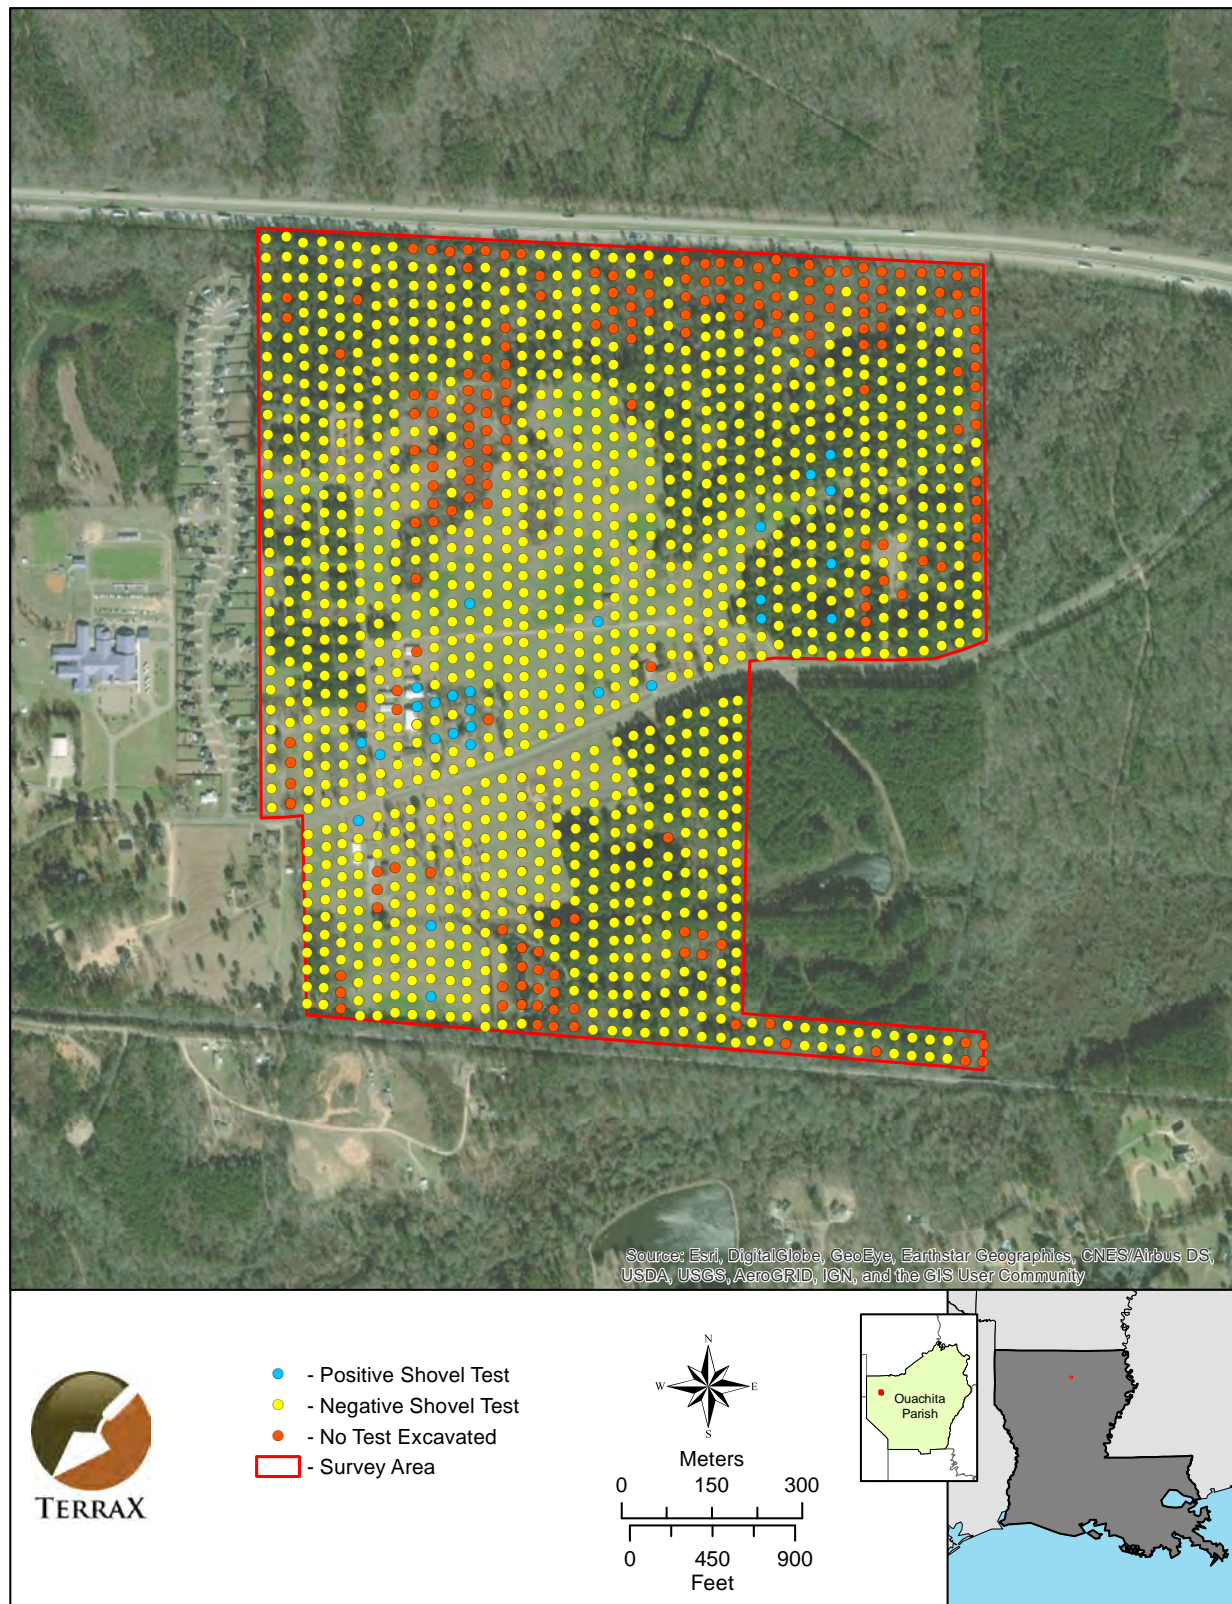 Source: Esri, DigitalGlobe, GeoEye, Earthstar Geographics, CNES/Airbus DS,
USDA, USGS, AeroGRID, IGN, and the GIS User Community
TERRAX
- Positive Shovel Test
- Negative Shovel Test
- No Test Excavated
- Survey Area
N
W
E
S
Meters
0 150 300
0 450 900
Feet
Ouachita
Parish